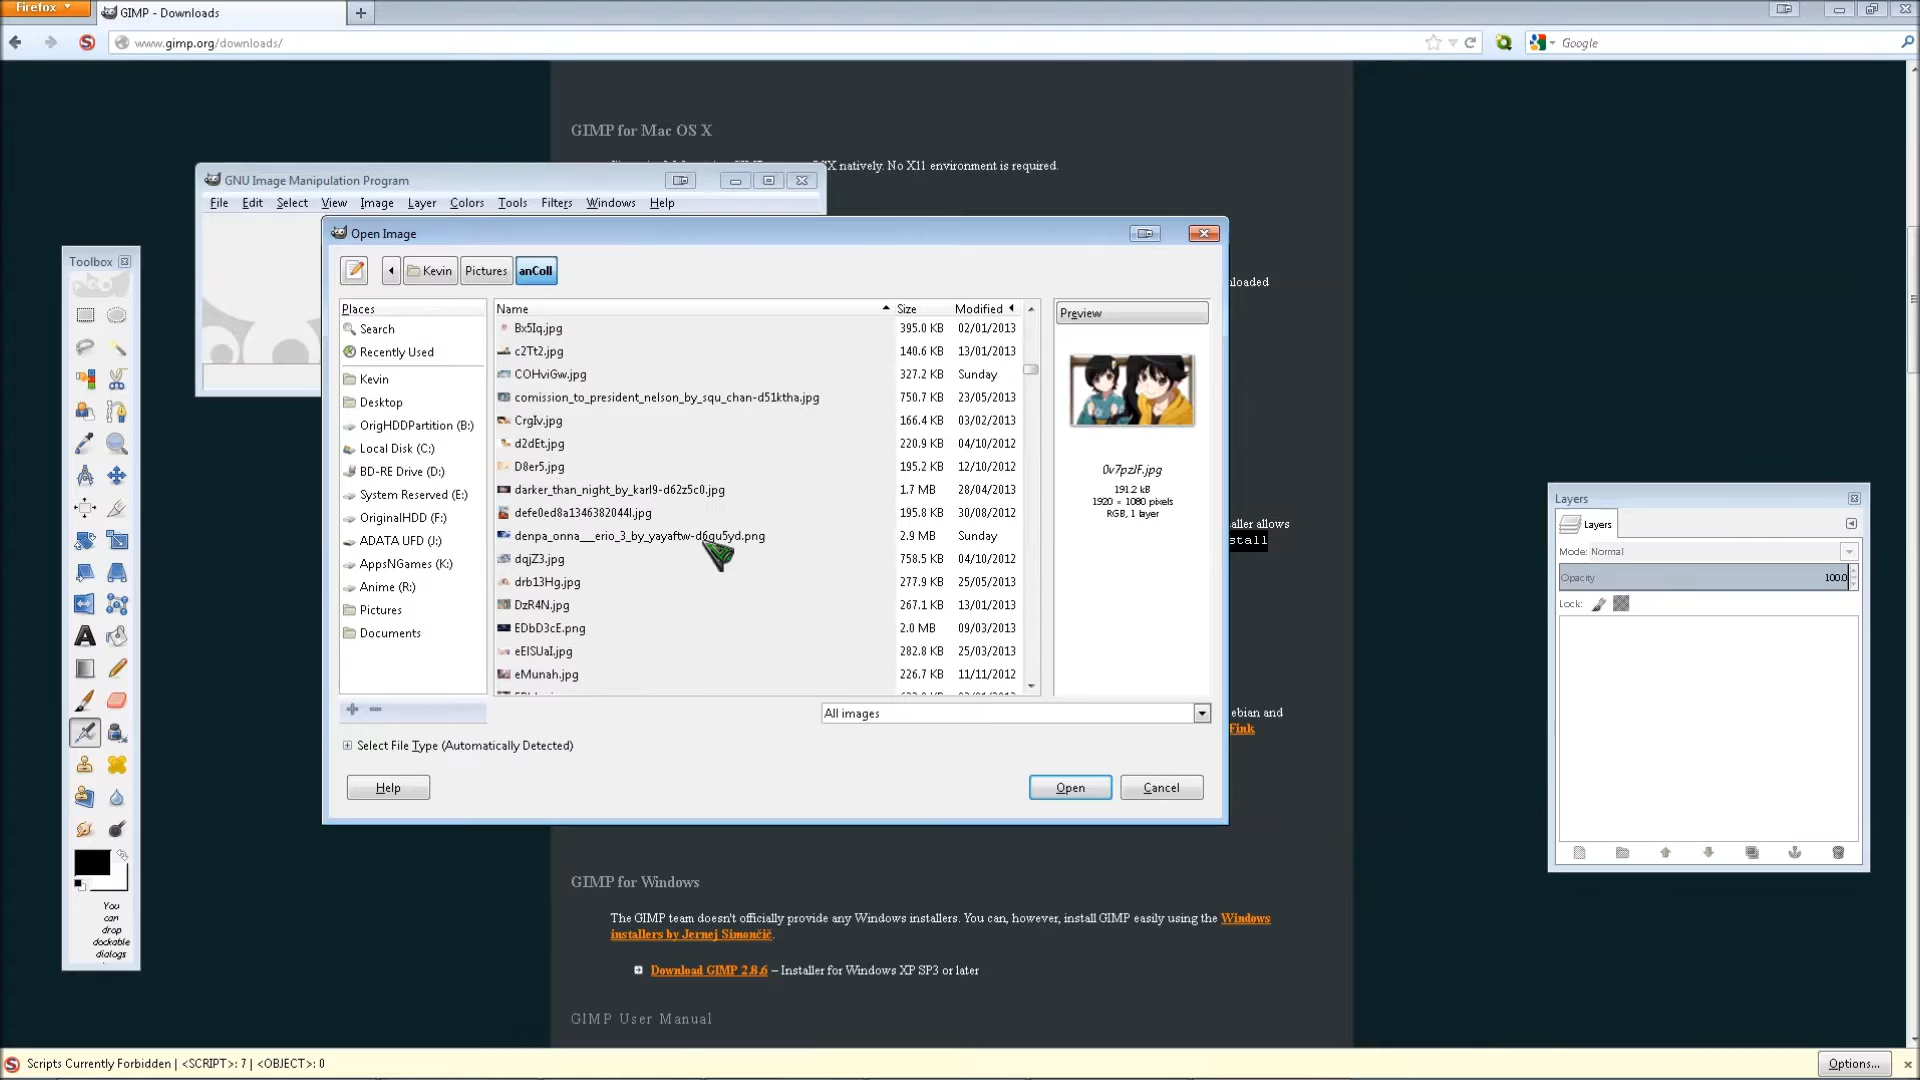 Firefox
GIMP - Downloads
www.gimp.org/downloads/
Google
GIMP for Mac OS X
SX natively. No X11 environment is required.
GNU Image Manipulation Program
File Edit Select View Image Layer Colors Tools Filters Windows Help
Open Image
Kevin Pictures anColl
Toolbox
Places
Search
Recently Used
Kevin
Desktop
OrigHDDPartition (B:)
Local Disk (C:)
BD-RE Drive (D:)
System Reserved (E:)
OriginalHDD (F:)
ADATA UFD (J:)
AppsNGames (K:)
Anime (R:)
Pictures
Documents
Name Size Modified
Bx5Iq.jpg 395.0 KB 02/01/2013
c2Tt2.jpg 140.6 KB 13/01/2013
COHviGw.jpg 327.2 KB Sunday
comission_to_president_nelson_by_squ_chan-d51ktha.jpg 750.7 KB 23/05/2013
CrgIv.jpg 166.4 KB 03/02/2013
d2dEt.jpg 220.9 KB 04/10/2012
D8er5.jpg 195.2 KB 12/10/2012
darker_than_night_by_karl9-d62z5c0.jpg 1.7 MB 28/04/2013
defe0ed8a1346382044l.jpg 195.8 KB 30/08/2012
denpa_onna___erio_3_by_yayaftw-d6gu5yd.png 2.9 MB Sunday
dqjZ3.jpg 758.5 KB 04/10/2012
drb13Hg.jpg 277.9 KB 25/05/2013
DzR4N.jpg 267.1 KB 13/01/2013
EDbD3cE.png 2.0 MB 09/03/2013
eElSUaI.jpg 282.8 KB 25/03/2013
eMunah.jpg 226.7 KB 11/11/2012
Preview
0v7pzJF.jpg
191.2 kB
1920 × 1080 pixels
RGB, 1 layer
All images
Select File Type (Automatically Detected)
Help Open Cancel
nloaded
aller allows
stall
ebian and
Fink
Layers
Layers
Mode: Normal
Opacity 100.0
Lock:
You
can
drop
dockable
dialogs
GIMP for Windows
The GIMP team doesn't officially provide any Windows installers. You can, however, install GIMP easily using the Windows
installers by Jernej Simončič.
Download GIMP 2.8.6 – Installer for Windows XP SP3 or later
GIMP User Manual
Scripts Currently Forbidden | <SCRIPT>: 7 | <OBJECT>: 0
Options...